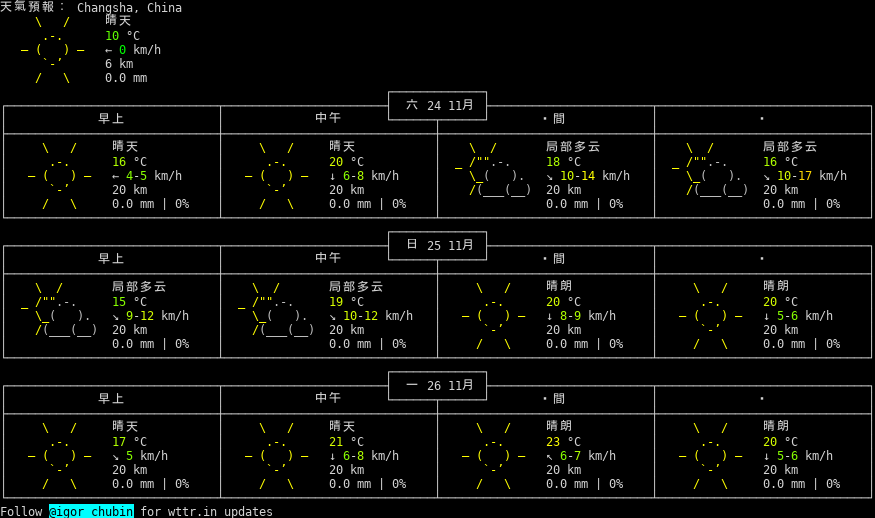 天氣預報： Changsha, China
晴天
10 °C
← 0 km/h
6 km
0.0 mm
六 24 11月
早上 中午 ·間 ·
晴天 晴天 局部多云 局部多云
16 °C 20 °C 18 °C 16 °C
← 4-5 km/h ↓ 6-8 km/h ↘ 10-14 km/h ↘ 10-17 km/h
20 km 20 km 20 km 20 km
0.0 mm | 0% 0.0 mm | 0% 0.0 mm | 0% 0.0 mm | 0%
日 25 11月
早上 中午 ·間 ·
局部多云 局部多云 晴朗 晴朗
15 °C 19 °C 20 °C 20 °C
↘ 9-12 km/h ↘ 10-12 km/h ↓ 8-9 km/h ↓ 5-6 km/h
20 km 20 km 20 km 20 km
0.0 mm | 0% 0.0 mm | 0% 0.0 mm | 0% 0.0 mm | 0%
一 26 11月
早上 中午 ·間 ·
晴天 晴天 晴朗 晴朗
17 °C 21 °C 23 °C 20 °C
↘ 5 km/h ↓ 6-8 km/h ↖ 6-7 km/h ↓ 5-6 km/h
20 km 20 km 20 km 20 km
0.0 mm | 0% 0.0 mm | 0% 0.0 mm | 0% 0.0 mm | 0%
Follow @igor_chubin for wttr.in updates